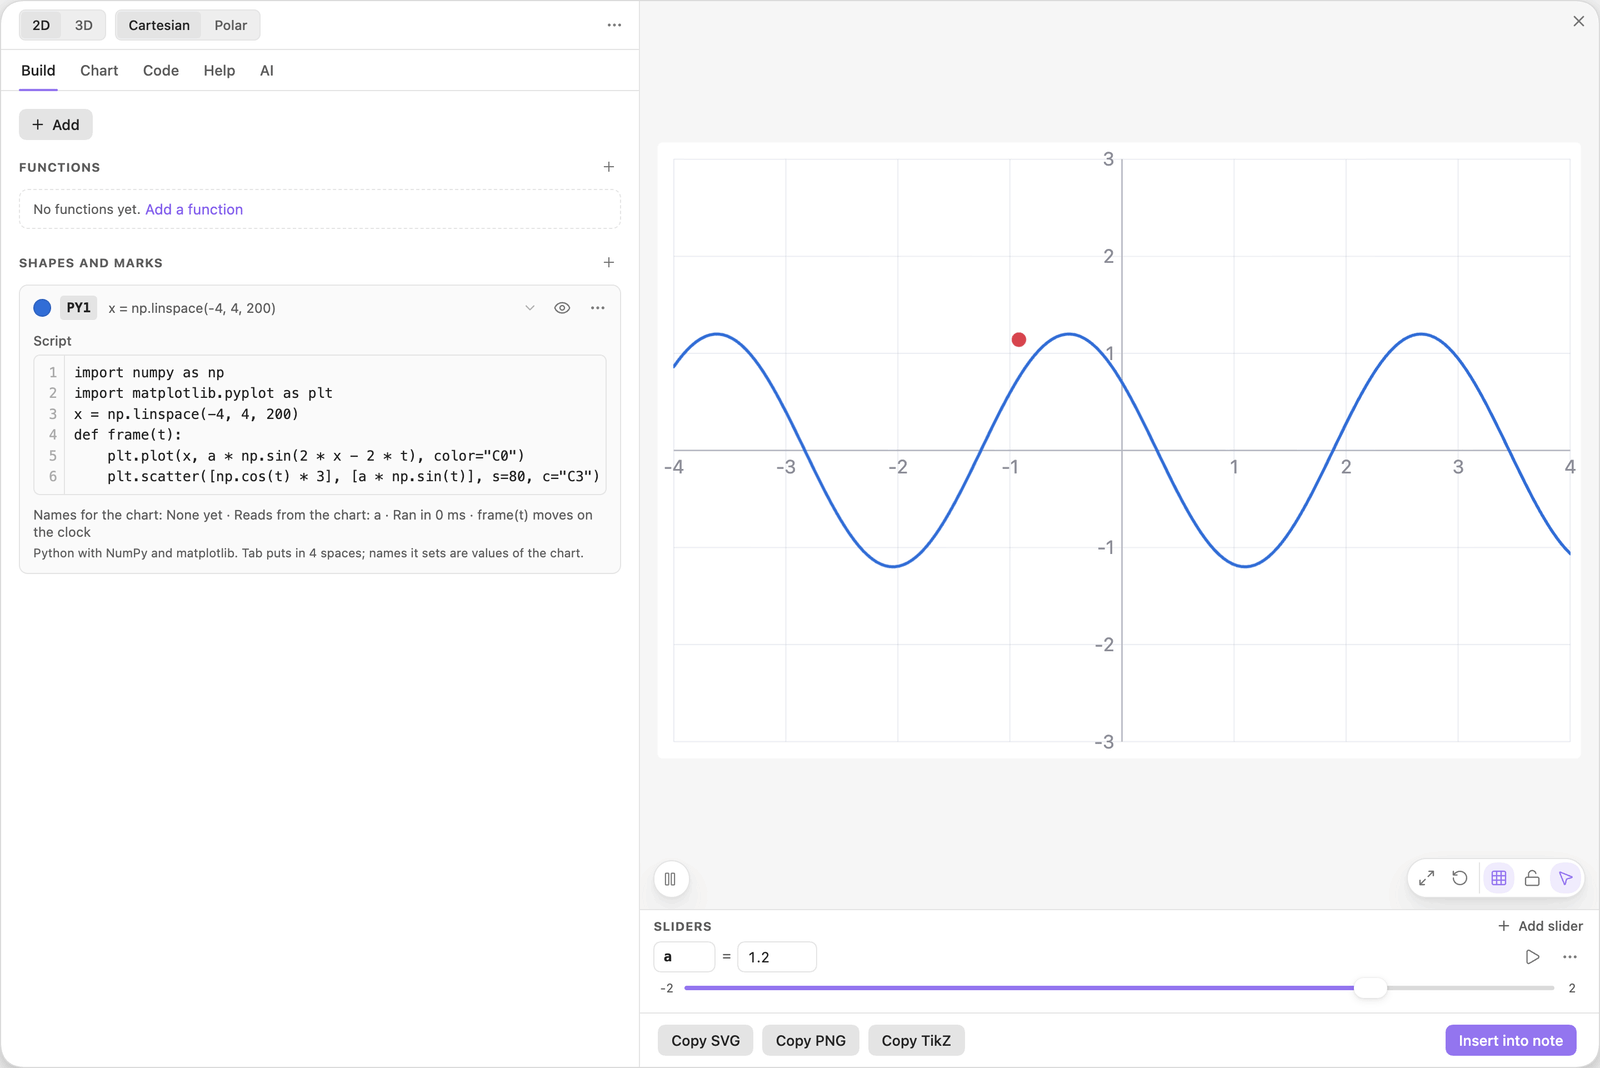 2D 3D Cartesian Polar
Build Chart Code Help AI
+ Add
FUNCTIONS
No functions yet. Add a function
SHAPES AND MARKS
PY1 x = np.linspace(-4, 4, 200)
Script
1 import numpy as np
2 import matplotlib.pyplot as plt
3 x = np.linspace(-4, 4, 200)
4 def frame(t):
5     plt.plot(x, a * np.sin(2 * x - 2 * t), color="C0")
6     plt.scatter([np.cos(t) * 3], [a * np.sin(t)], s=80, c="C3")
Names for the chart: None yet · Reads from the chart: a · Ran in 0 ms · frame(t) moves on
the clock
Python with NumPy and matplotlib. Tab puts in 4 spaces; names it sets are values of the chart.
3
2
1
-4 -3 -2 -1 1 2 3 4
-1
-2
-3
SLIDERS
+ Add slider
a = 1.2
-2 2
Copy SVG Copy PNG Copy TikZ Insert into note